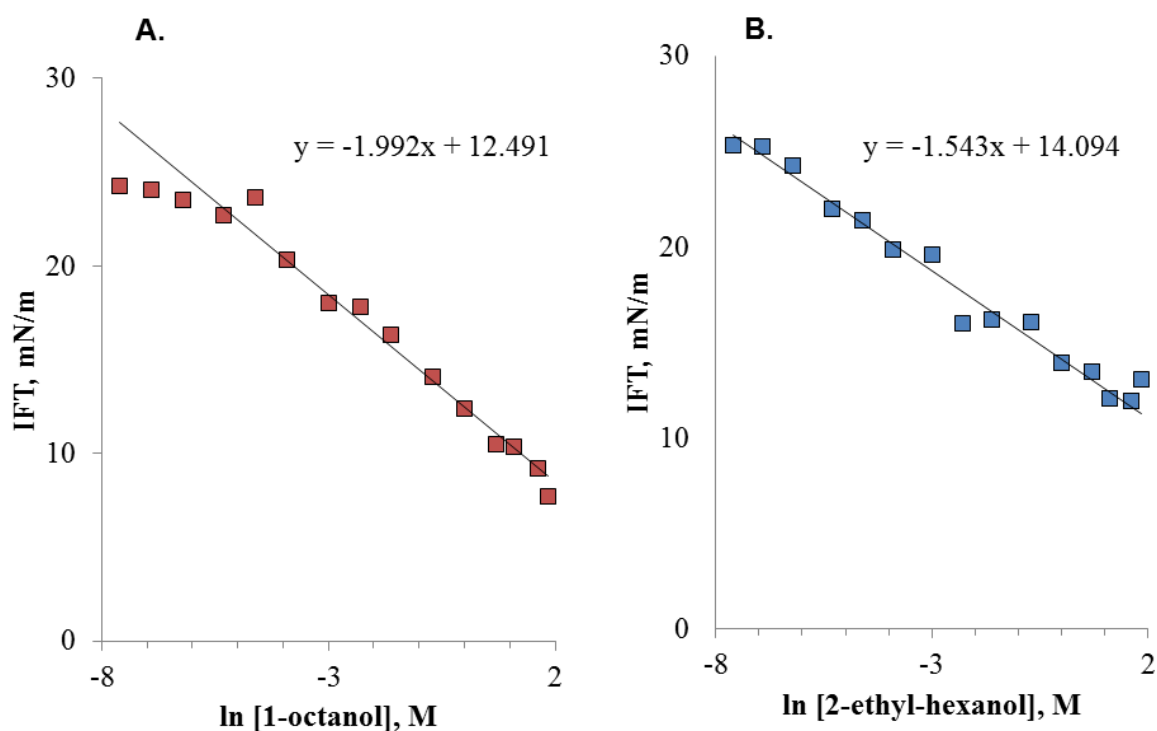 A.
30
20
10
0
IFT, mN/m
y = -1.992x + 12.491
-8
-3
2
ln [1-octanol], M
B.
30
20
10
0
IFT, mN/m
y = -1.543x + 14.094
-8
-3
2
ln [2-ethyl-hexanol], M